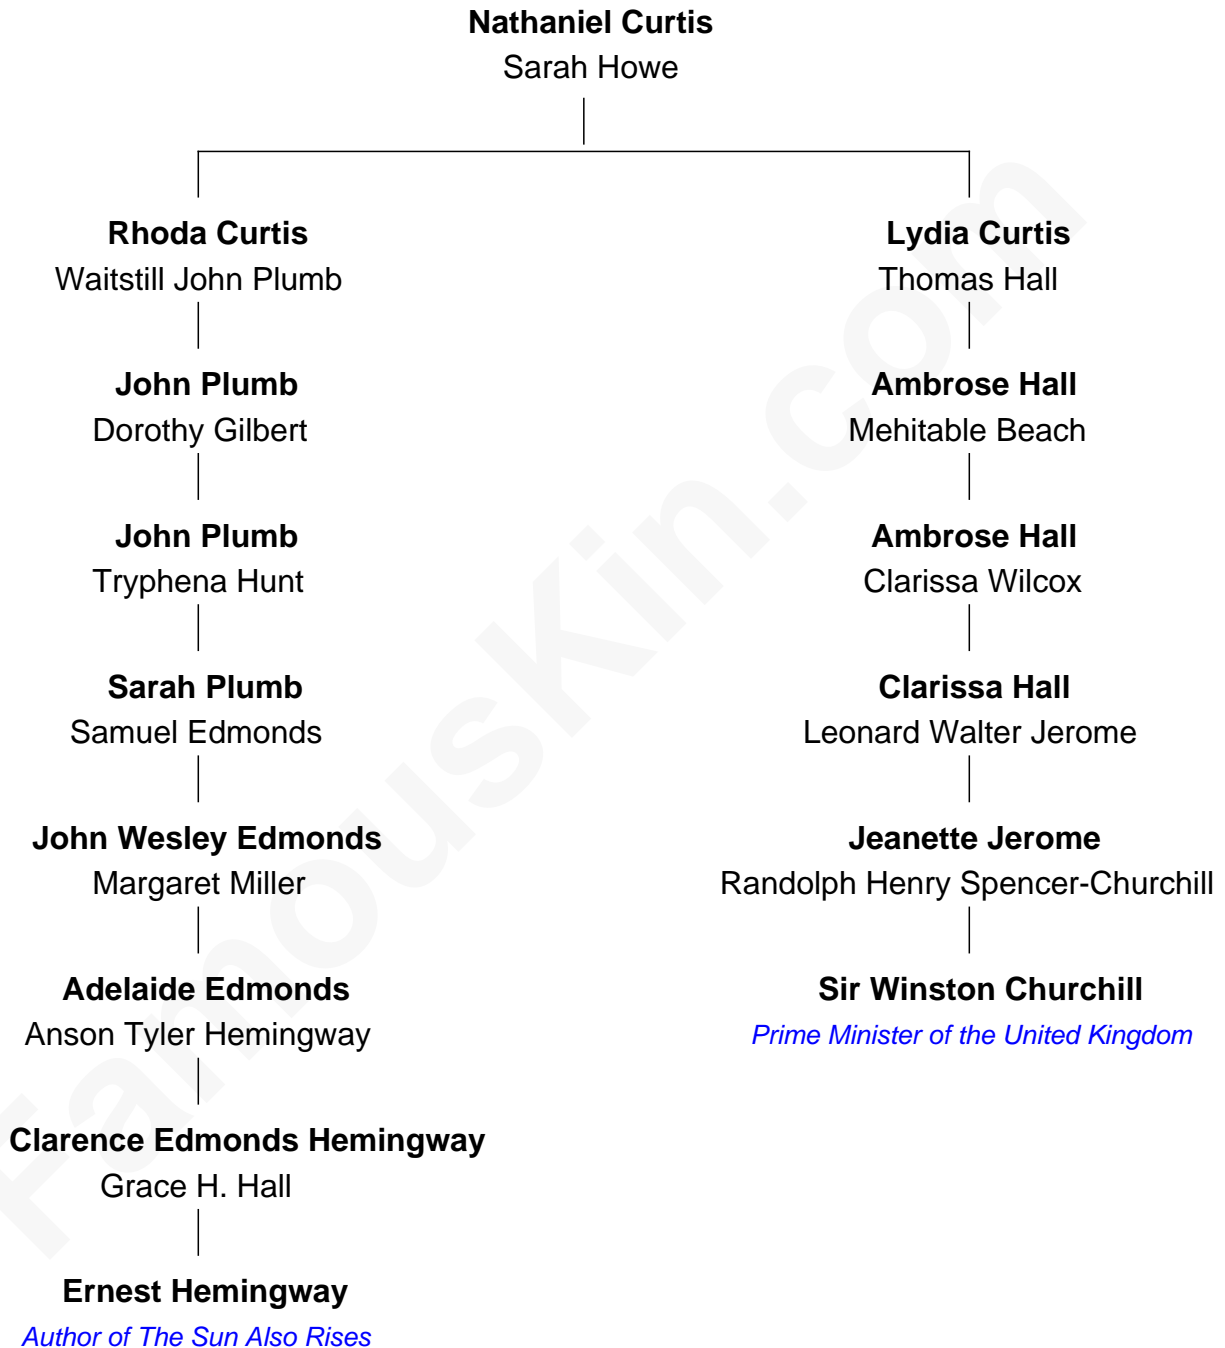 Nathaniel Curtis
Sarah Howe
Rhoda Curtis
Waitstill John Plumb
Lydia Curtis
Thomas Hall
John Plumb
Dorothy Gilbert
Ambrose Hall
Mehitable Beach
John Plumb
Tryphena Hunt
Ambrose Hall
Clarissa Wilcox
Sarah Plumb
Samuel Edmonds
Clarissa Hall
Leonard Walter Jerome
John Wesley Edmonds
Margaret Miller
Jeanette Jerome
Randolph Henry Spencer-Churchill
Adelaide Edmonds
Anson Tyler Hemingway
Sir Winston Churchill
Prime Minister of the United Kingdom
Clarence Edmonds Hemingway
Grace H. Hall
Ernest Hemingway
Author of The Sun Also Rises
FamousKin.com